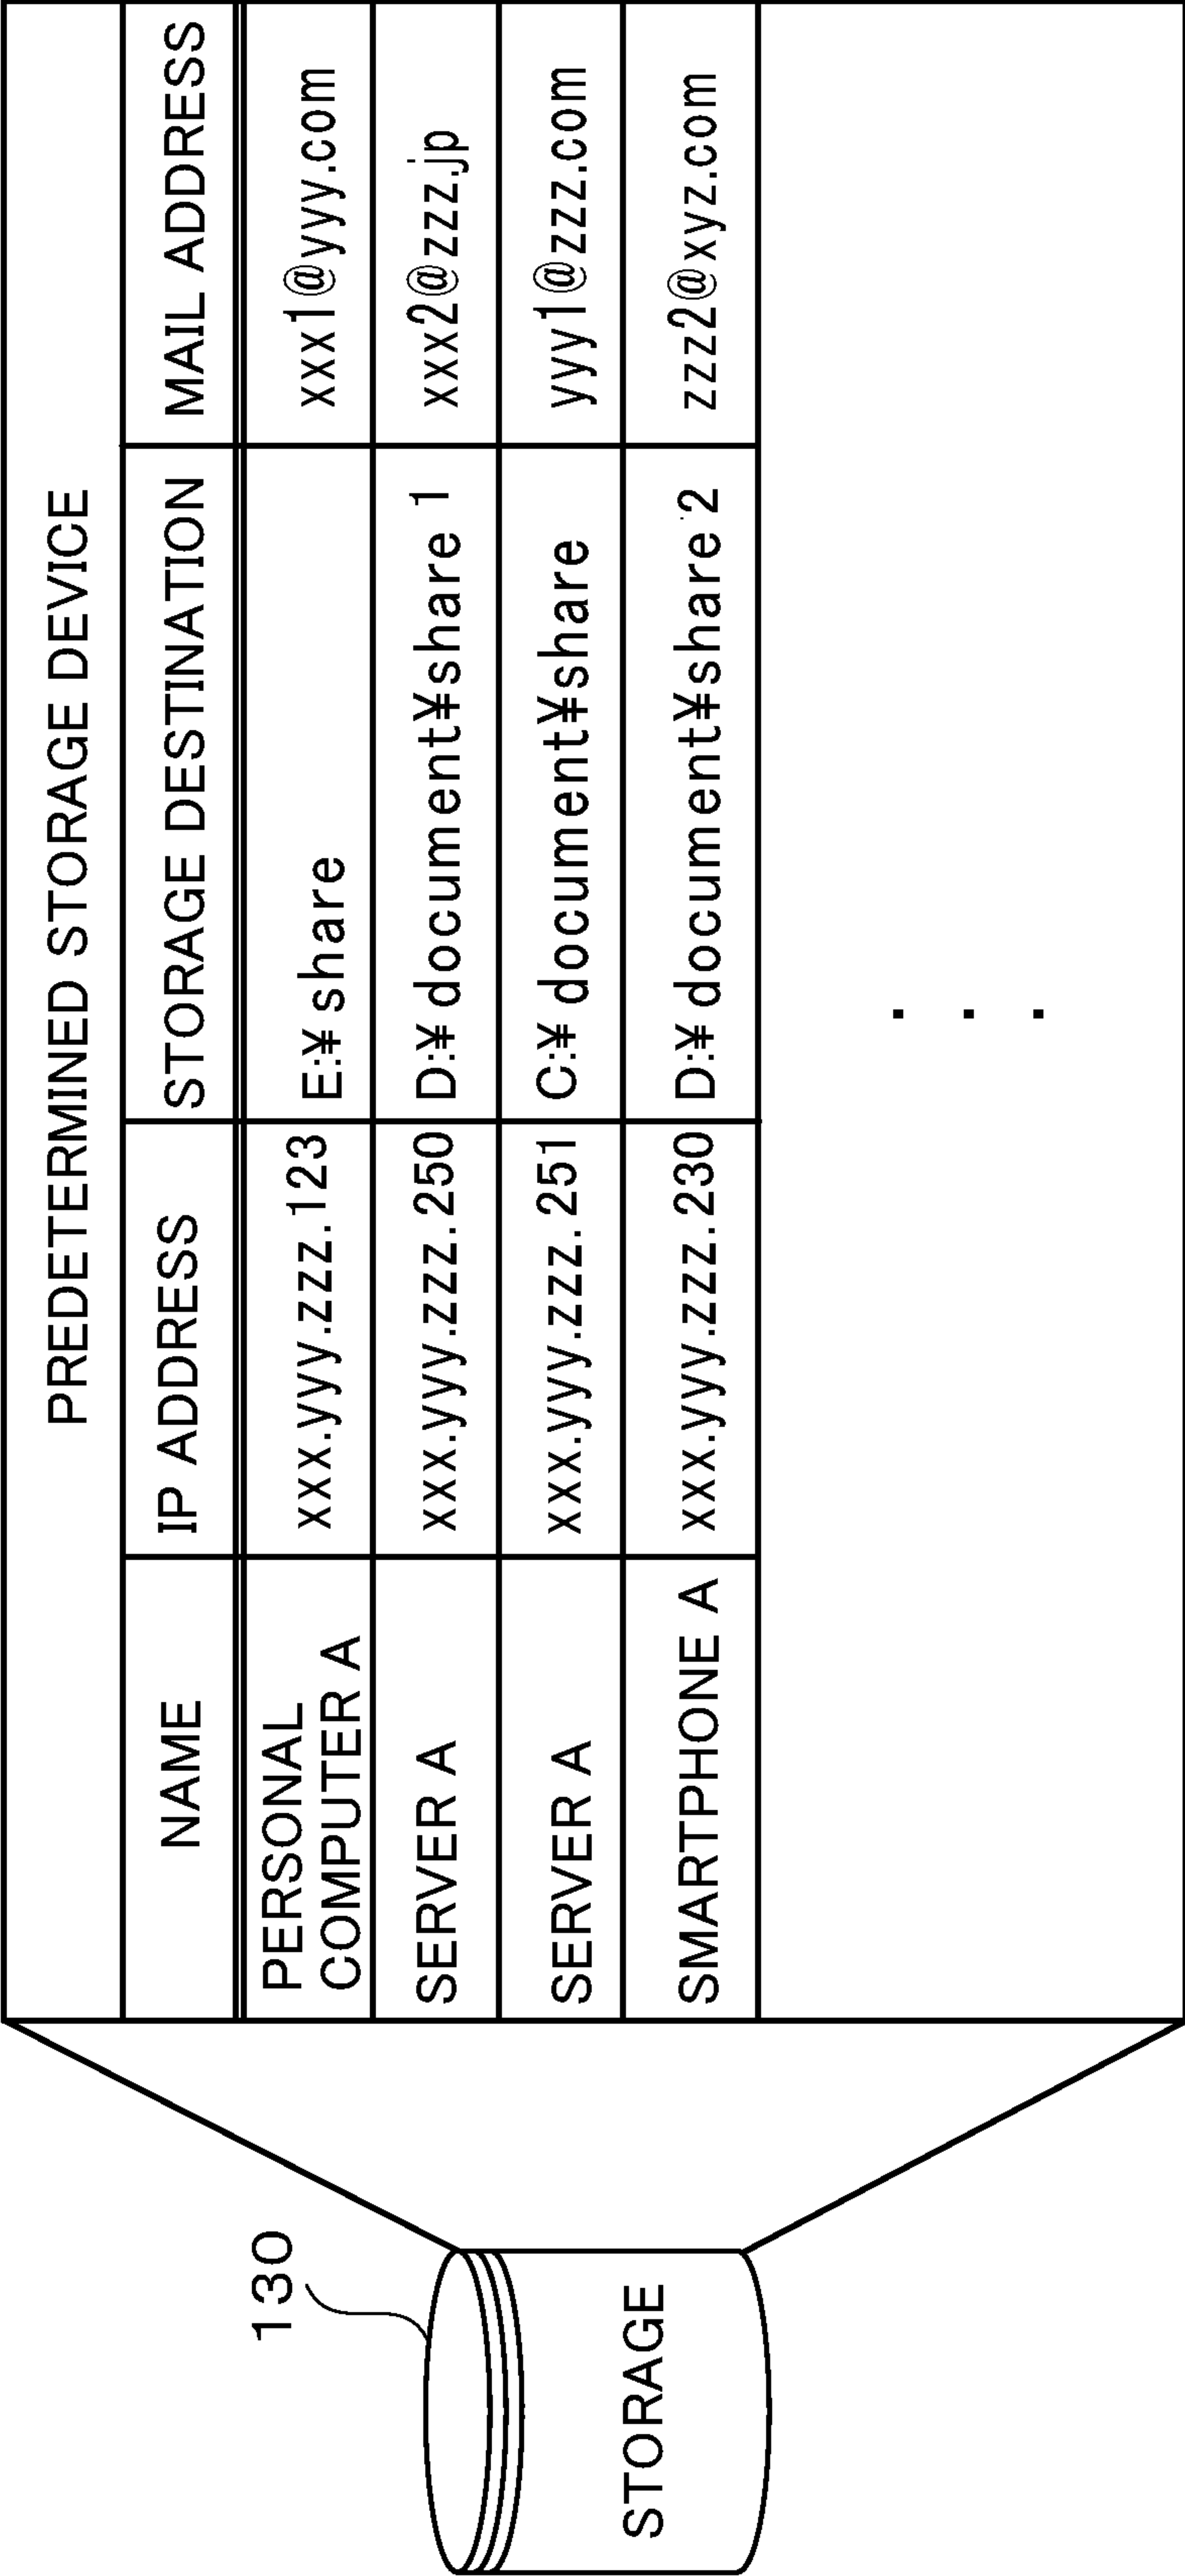 PREDETERMINED STORAGE DEVICE
NAME IP ADDRESS STORAGE DESTINATION MAIL ADDRESS
PERSONAL
COMPUTER A xxx.yyy.zzz.123 E:¥share xxx1@yyy.com
SERVER A xxx.yyy.zzz.250 D:¥document¥share 1 xxx2@zzz.jp
SERVER A xxx.yyy.zzz.251 C:¥document¥share yyy1@zzz.com
SMARTPHONE A xxx.yyy.zzz.230 D:¥document¥share 2 zzz2@xyz.com
. . .
130
STORAGE